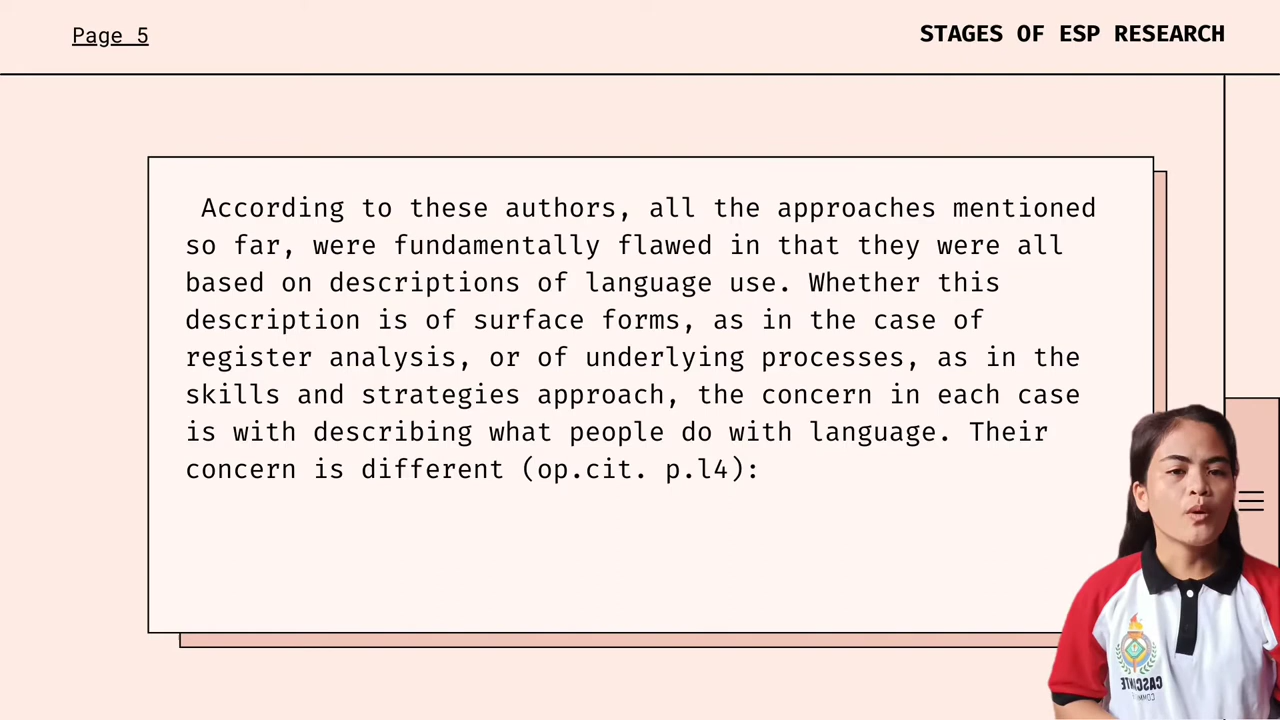 Page 5
STAGES OF ESP RESEARCH
According to these authors, all the approaches mentioned
so far, were fundamentally flawed in that they were all
based on descriptions of language use. Whether this
description is of surface forms, as in the case of
register analysis, or of underlying processes, as in the
skills and strategies approach, the concern in each case
is with describing what people do with language. Their
concern is different (op.cit. p.l4):